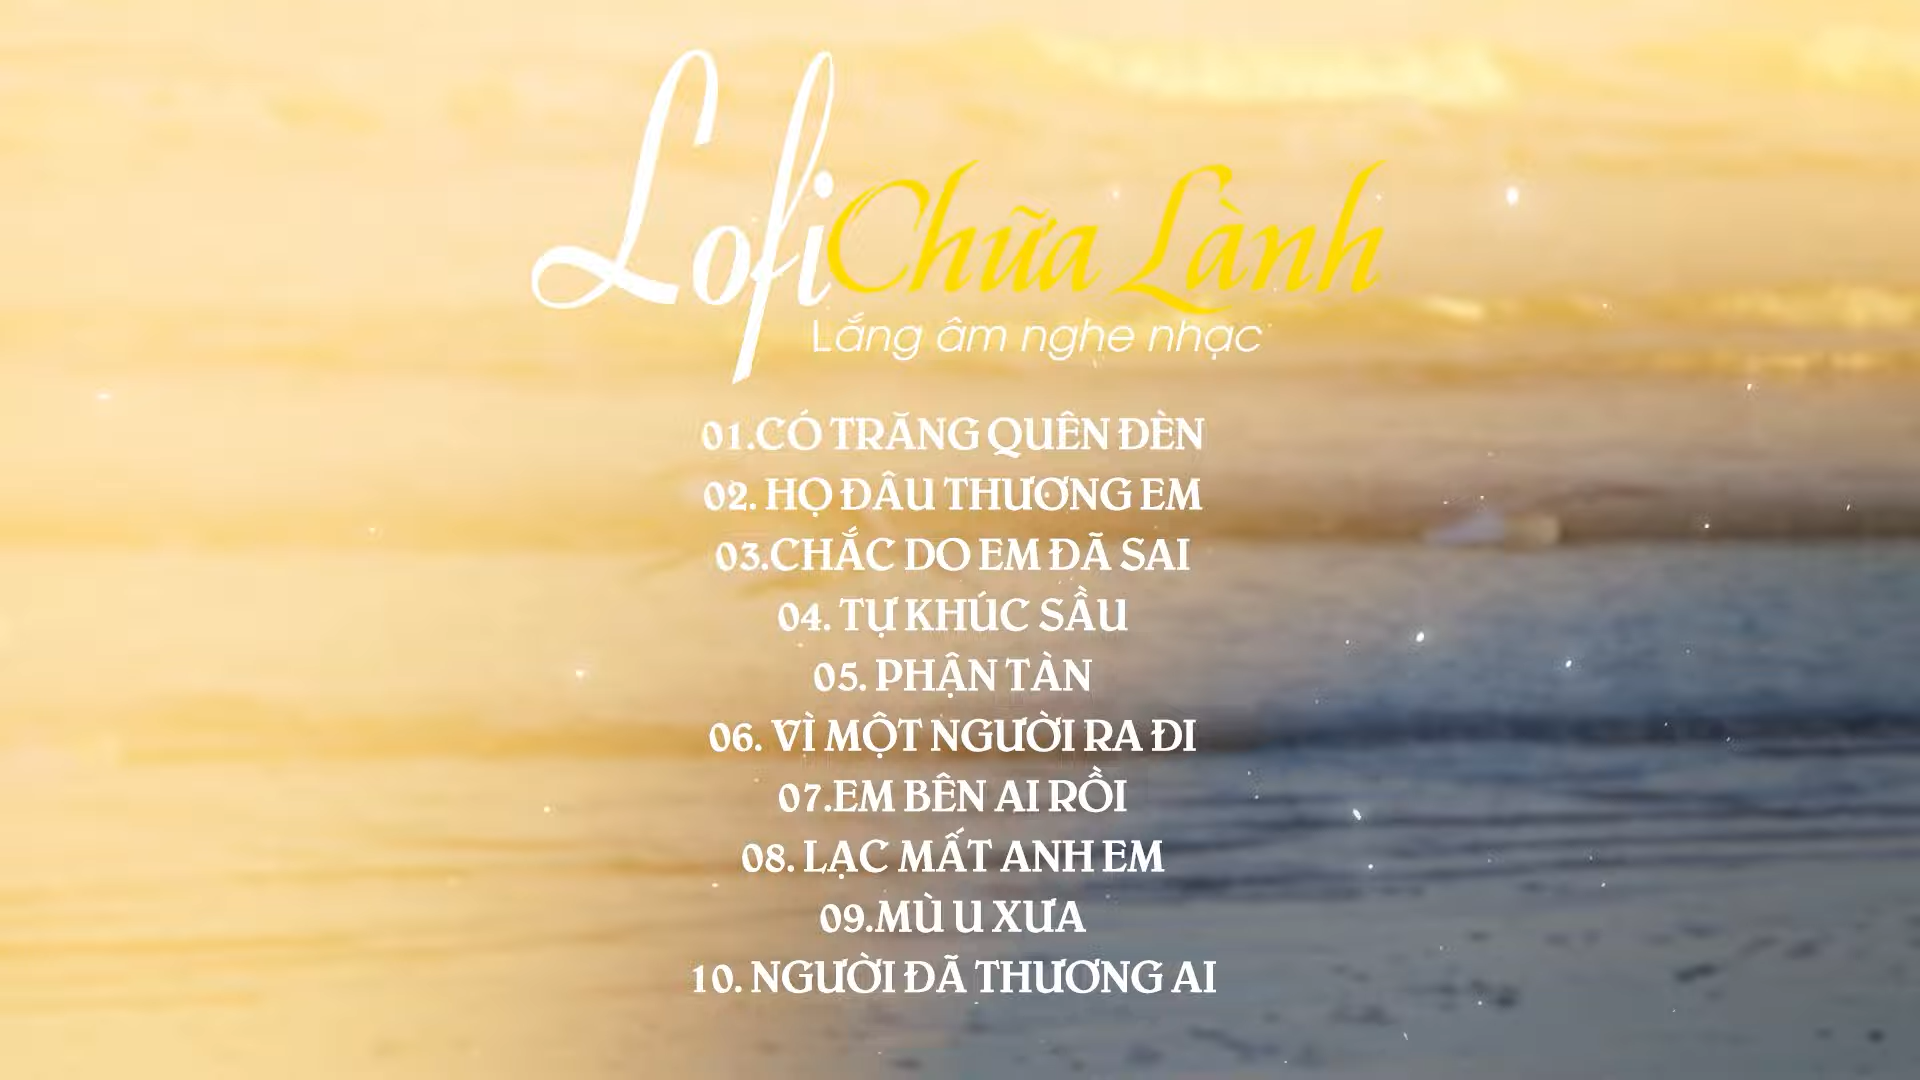 Lofi Chữa Lành
Lắng âm nghe nhạc
01.CÓ TRĂNG QUÊN ĐÈN
02. HỌ ĐÂU THƯƠNG EM
03.CHẮC DO EM ĐÃ SAI
04. TỰ KHÚC SẦU
05. PHẬN TÀN
06. VÌ MỘT NGƯỜI RA ĐI
07.EM BÊN AI RỒI
08. LẠC MẤT ANH EM
09.MÙ U XƯA
10. NGƯỜI ĐÃ THƯƠNG AI